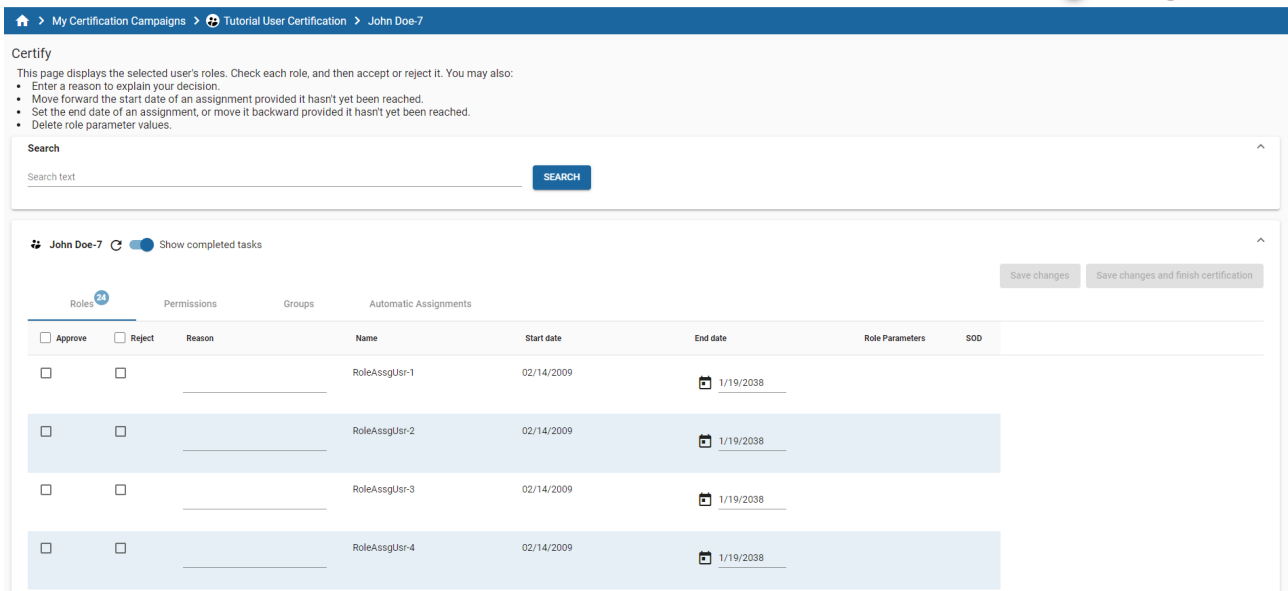 My Certification Campaigns > Tutorial User Certification > John Doe-7
Certify
This page displays the selected user's roles. Check each role, and then accept or reject it. You may also:
• Enter a reason to explain your decision.
• Move forward the start date of an assignment provided it hasn't yet been reached.
• Set the end date of an assignment, or move it backward provided it hasn't yet been reached.
• Delete role parameter values.
Search
Search text SEARCH
John Doe-7 Show completed tasks
Save changes Save changes and finish certification
Roles 24 Permissions Groups Automatic Assignments
Approve Reject Reason Name Start date End date Role Parameters SOD
RoleAssgUsr-1 02/14/2009 1/19/2038
RoleAssgUsr-2 02/14/2009 1/19/2038
RoleAssgUsr-3 02/14/2009 1/19/2038
RoleAssgUsr-4 02/14/2009 1/19/2038